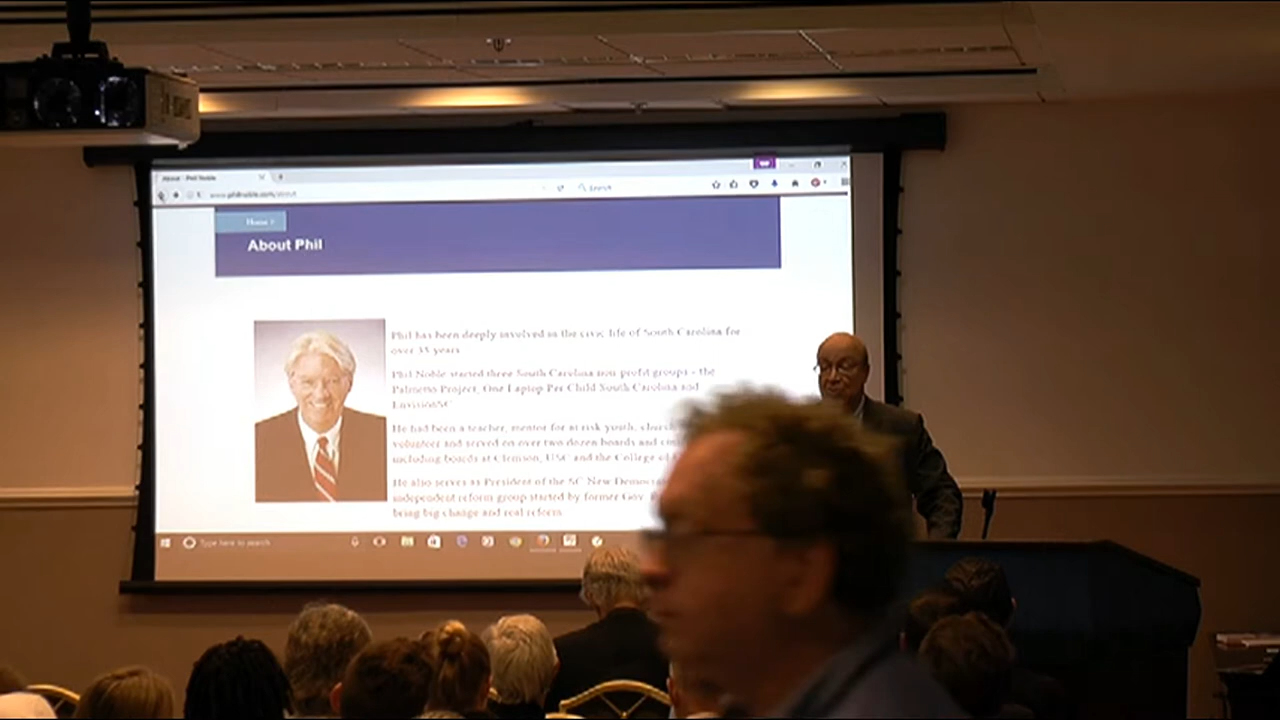 About - Phil Noble
www.philnoble.com/about
Search
Home >
About Phil
Phil has been deeply involved in the civic life of South Carolina for
over 35 years
Phil Noble started three South Carolina non-profit groups - the
Palmetto Project, One Laptop Per Child South Carolina and
EnvisionSC
He had been a teacher, mentor for at risk youth, church
volunteer and served on over two dozen boards and
including boards at Clemson, USC and the College of
He also serves as President of the SC New
independent reform group started by former Gov.
being big change and real reform
Type here to search